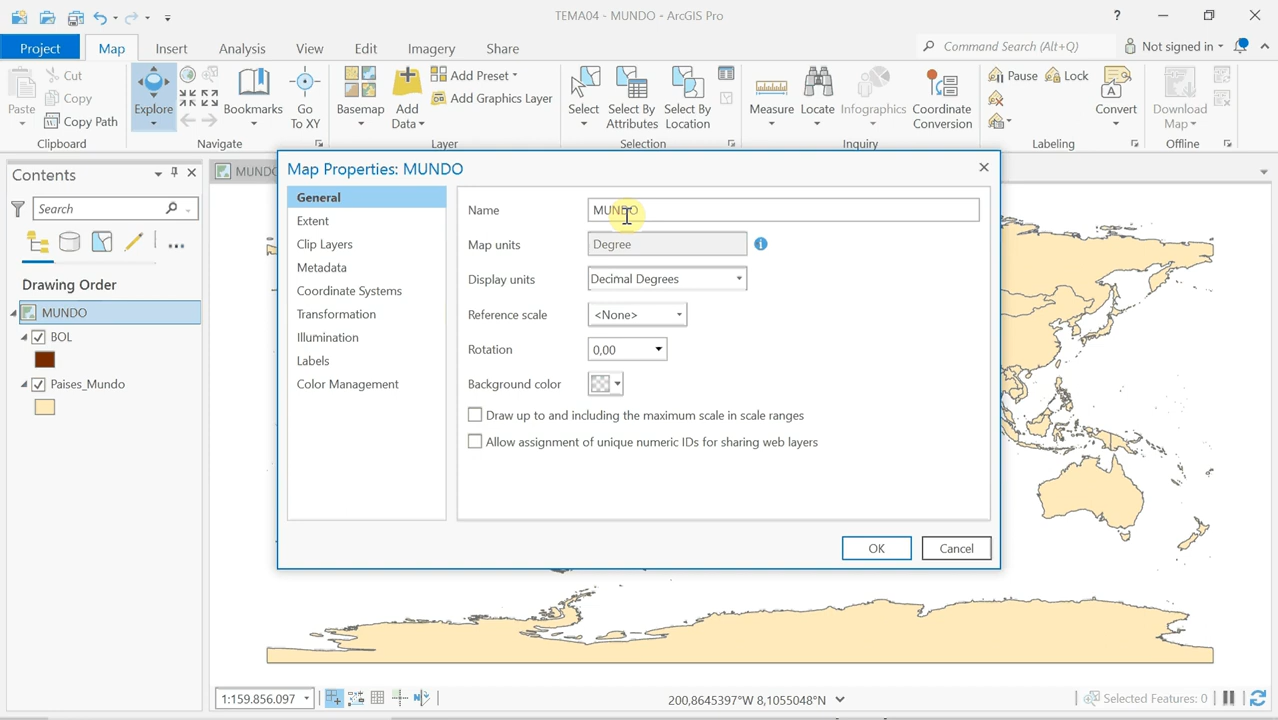 TEMA04 - MUNDO - ArcGIS Pro
?
Project Map Insert Analysis View Edit Imagery Share
Command Search (Alt+Q)
Not signed in
Paste
Cut
Copy
Copy Path
Clipboard
Explore
Bookmarks
Go To XY
Navigate
Basemap
Add Data
Add Preset
Add Graphics Layer
Layer
Select
Select By Attributes
Select By Location
Selection
Measure
Locate
Infographics
Coordinate Conversion
Inquiry
Pause
Lock
Convert
Labeling
Download Map
Offline
Contents
Search
Drawing Order
MUNDO
BOL
Paises_Mundo
MUNDO
Map Properties: MUNDO
General
Extent
Clip Layers
Metadata
Coordinate Systems
Transformation
Illumination
Labels
Color Management
Name MUNDO
Map units Degree
Display units Decimal Degrees
Reference scale <None>
Rotation 0,00
Background color
Draw up to and including the maximum scale in scale ranges
Allow assignment of unique numeric IDs for sharing web layers
OK Cancel
1:159.856.097
200,8645397°W 8,1055048°N
Selected Features: 0